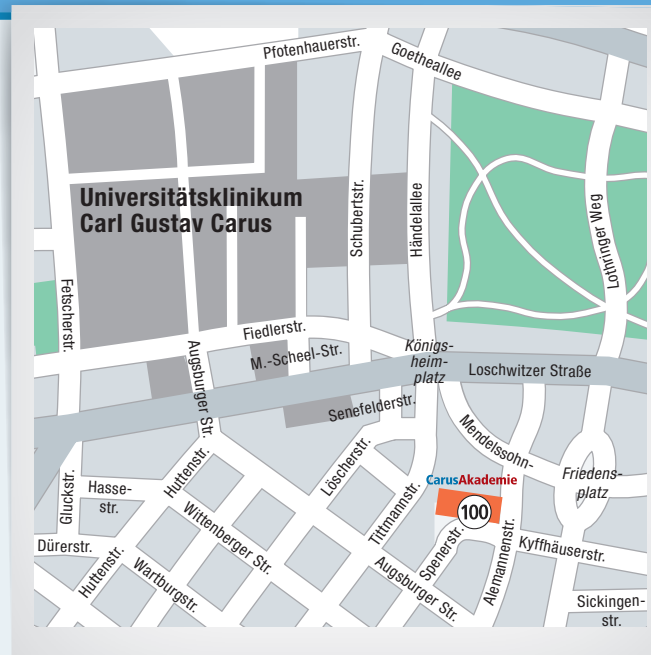 Pfotenhauerstr.
Goetheallee
Universitätsklinikum
Carl Gustav Carus
Schubertstr.
Händelallee
Lothringer Weg
Fetscherstr.
Fiedlerstr.
M.-Scheel-Str.
Augsburger Str.
Königs-
heim-
platz
Loschwitzer Straße
Senefelderstr.
Mendelssohn-
Löscherstr.
Huttenstr.
CarusAkademie
100
Friedens-
platz
Gluckstr.
Hasse-
str.
Wittenberger Str.
Tittmannstr.
Spenerstr.
Alemannenstr.
Kyffhäuserstr.
Dürerstr.
Huttenstr.
Wartburgstr.
Augsburger Str.
Sickingen-
str.